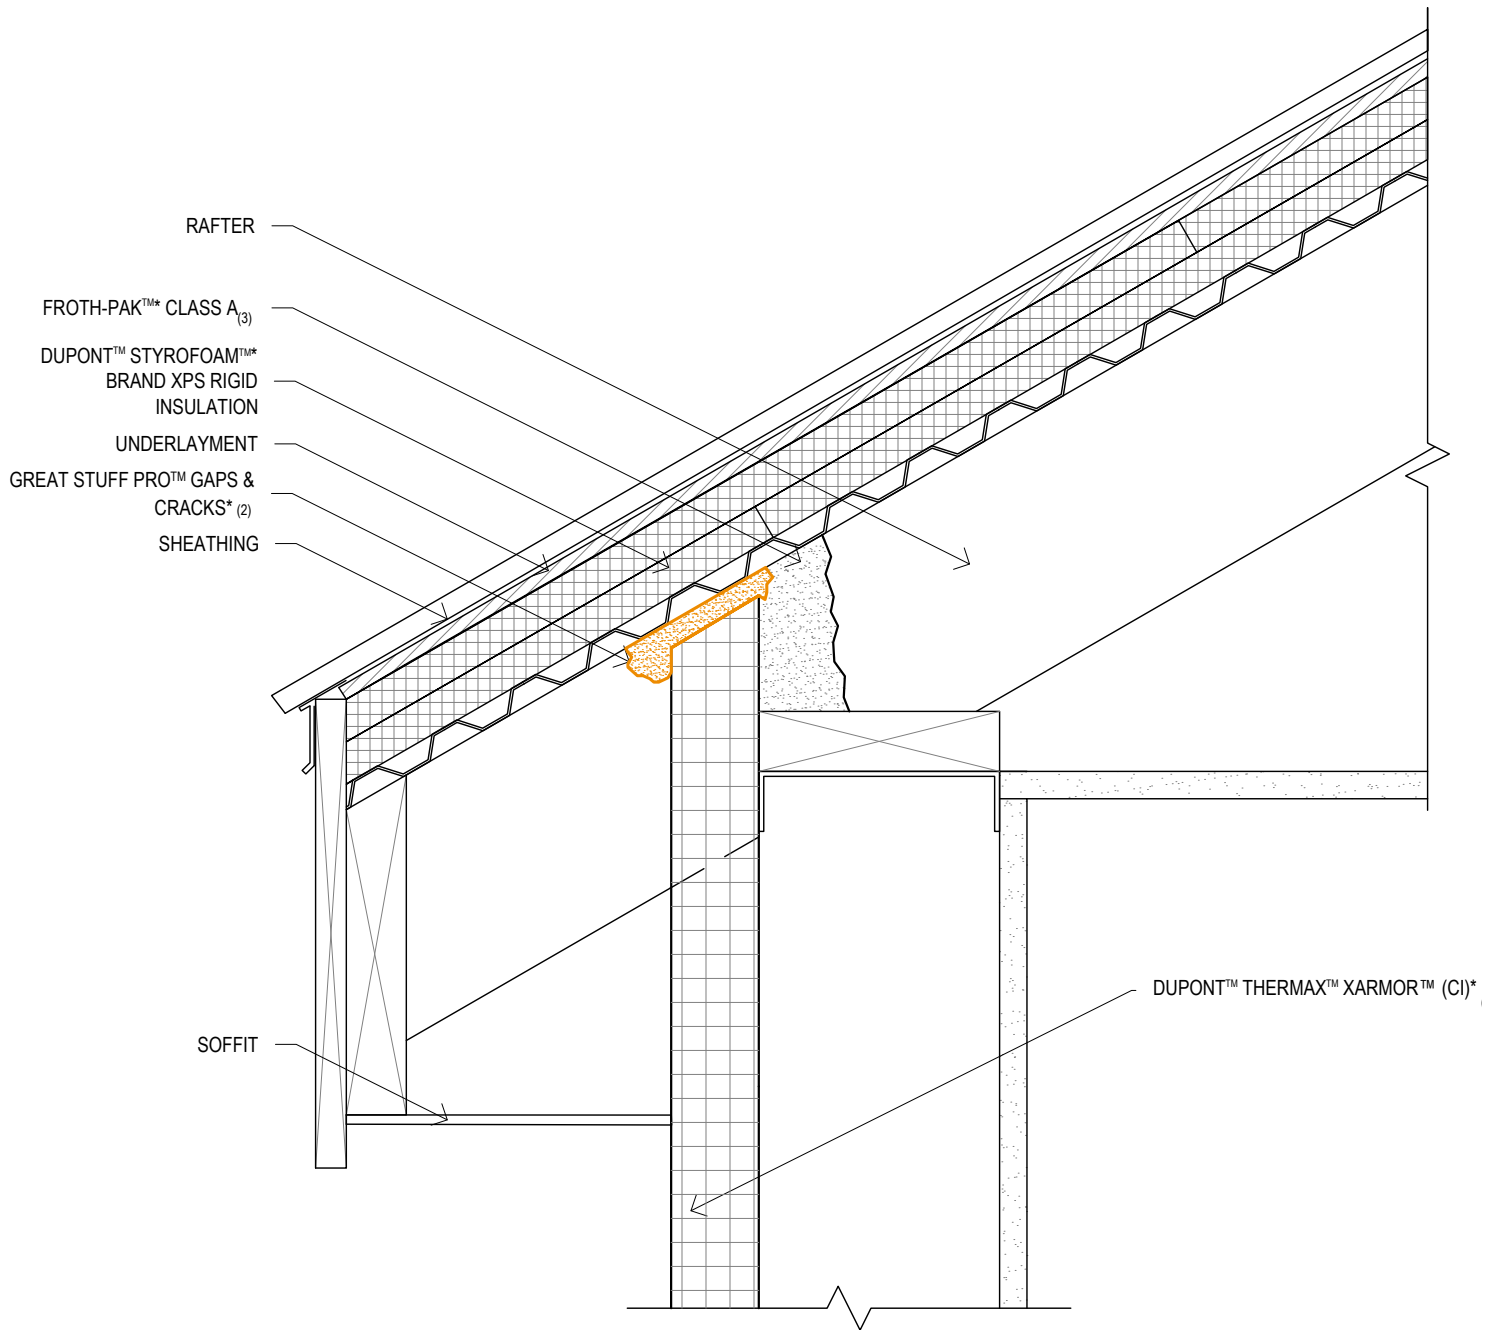 RAFTER
FROTH-PAK™* CLASS A(3)
DUPONT™ STYROFOAM™*
BRAND XPS RIGID
INSULATION
UNDERLAYMENT
GREAT STUFF PRO™ GAPS &
CRACKS* (2)
SHEATHING
DUPONT™ THERMAX™ XARMOR™ (CI)*
SOFFIT